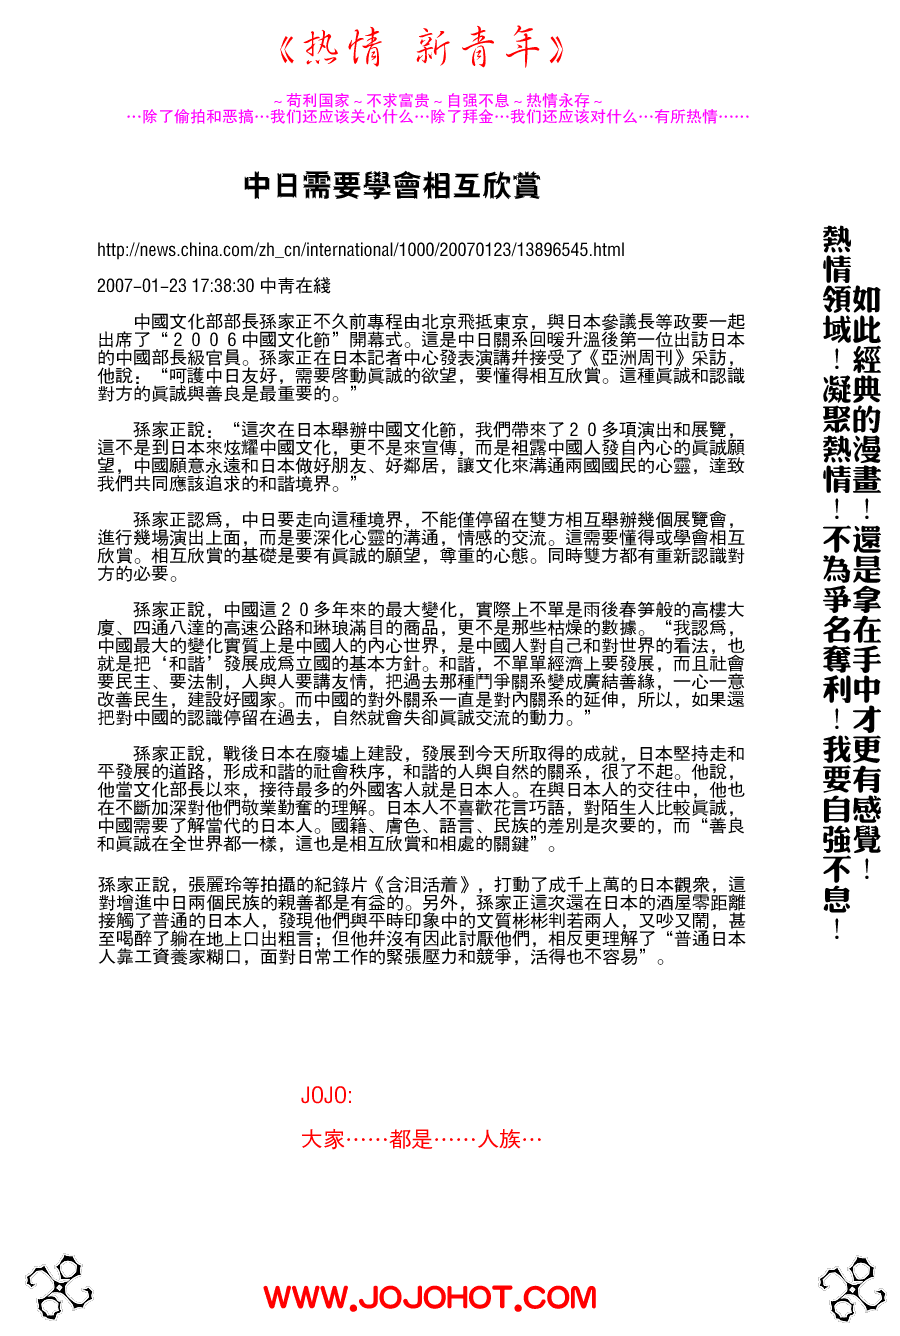 《热情 新青年》
~苟利国家~不求富贵~自强不息~热情永存~
…除了偷拍和恶搞…我们还应该关心什么…除了拜金…我们还应该对什么…有所热情……
中日需要學會相互欣賞
http://news.china.com/zh_cn/international/1000/20070123/13896545.html
2007-01-23 17:38:30 中靑在綫
中國文化部部長孫家正不久前專程由北京飛抵東京，與日本參議長等政要一起
出席了“２００６中國文化節”開幕式。這是中日關系回暖升溫後第一位出訪日本
的中國部長級官員。孫家正在日本記者中心發表演講幷接受了《亞洲周刊》采訪，
他說：“呵護中日友好，需要啓動眞誠的欲望，要懂得相互欣賞。這種眞誠和認識
對方的眞誠與善良是最重要的。”
孫家正說：“這次在日本舉辦中國文化節，我們帶來了２０多項演出和展覽，
這不是到日本來炫耀中國文化，更不是來宣傳，而是袒露中國人發自內心的眞誠願
望，中國願意永遠和日本做好朋友、好鄰居，讓文化來溝通兩國國民的心靈，達致
我們共同應該追求的和諧境界。”
孫家正認爲，中日要走向這種境界，不能僅停留在雙方相互舉辦幾個展覽會，
進行幾場演出上面，而是要深化心靈的溝通，情感的交流。這需要懂得或學會相互
欣賞。相互欣賞的基礎是要有眞誠的願望，尊重的心態。同時雙方都有重新認識對
方的必要。
孫家正說，中國這２０多年來的最大變化，實際上不單是雨後春笋般的高樓大
廈、四通八達的高速公路和琳琅滿目的商品，更不是那些枯燥的數據。“我認爲，
中國最大的變化實質上是中國人的內心世界，是中國人對自己和對世界的看法，也
就是把‘和諧’發展成爲立國的基本方針。和諧，不單單經濟上要發展，而且社會
要民主、要法制，人與人要講友情，把過去那種鬥爭關系變成廣結善緣，一心一意
改善民生，建設好國家。而中國的對外關系一直是對內關系的延伸，所以，如果還
把對中國的認識停留在過去，自然就會失卻眞誠交流的動力。”
孫家正說，戰後日本在廢墟上建設，發展到今天所取得的成就，日本堅持走和
平發展的道路，形成和諧的社會秩序，和諧的人與自然的關系，很了不起。他說，
他當文化部長以來，接待最多的外國客人就是日本人。在與日本人的交往中，他也
在不斷加深對他們敬業勤奮的理解。日本人不喜歡花言巧語，對陌生人比較眞誠，
中國需要了解當代的日本人。國籍、膚色、語言、民族的差別是次要的，而“善良
和眞誠在全世界都一樣，這也是相互欣賞和相處的關鍵”。
孫家正說，張麗玲等拍攝的紀錄片《含泪活着》，打動了成千上萬的日本觀衆，這
對增進中日兩個民族的親善都是有益的。另外，孫家正這次還在日本的酒屋零距離
接觸了普通的日本人，發現他們與平時印象中的文質彬彬判若兩人，又吵又鬧，甚
至喝醉了躺在地上口出粗言；但他幷沒有因此討厭他們，相反更理解了“普通日本
人靠工資養家糊口，面對日常工作的緊張壓力和競爭，活得也不容易”。
如此經典的漫畫！還是拿在手中才更有感覺！
熱情領域！凝聚熱情！不為爭名奪利！我要自強不息！
JOJO:
大家……都是……人族…
WWW.JOJOHOT.COM